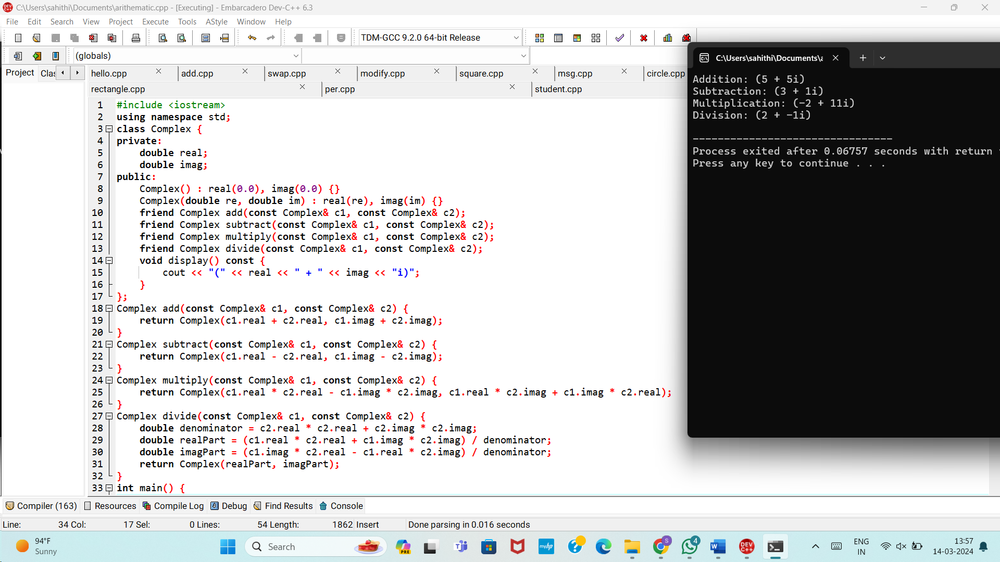 C:\Users\sahithi\Documents\arithematic.cpp - [Executing] - Embarcadero Dev-C++ 6.3
File Edit Search View Project Execute Tools AStyle Window Help
TDM-GCC 9.2.0 64-bit Release
(globals)
Project Clas
hello.cpp add.cpp swap.cpp modify.cpp square.cpp msg.cpp circle.cpp
rectangle.cpp per.cpp student.cpp
1 #include <iostream>
2 using namespace std;
3 class Complex {
4 private:
5 double real;
6 double imag;
7 public:
8 Complex() : real(0.0), imag(0.0) {}
9 Complex(double re, double im) : real(re), imag(im) {}
10 friend Complex add(const Complex& c1, const Complex& c2);
11 friend Complex subtract(const Complex& c1, const Complex& c2);
12 friend Complex multiply(const Complex& c1, const Complex& c2);
13 friend Complex divide(const Complex& c1, const Complex& c2);
14 void display() const {
15 cout << "(" << real << " + " << imag << "i)";
16 }
17 };
18 Complex add(const Complex& c1, const Complex& c2) {
19 return Complex(c1.real + c2.real, c1.imag + c2.imag);
20 }
21 Complex subtract(const Complex& c1, const Complex& c2) {
22 return Complex(c1.real - c2.real, c1.imag - c2.imag);
23 }
24 Complex multiply(const Complex& c1, const Complex& c2) {
25 return Complex(c1.real * c2.real - c1.imag * c2.imag, c1.real * c2.imag + c1.imag * c2.real);
26 }
27 Complex divide(const Complex& c1, const Complex& c2) {
28 double denominator = c2.real * c2.real + c2.imag * c2.imag;
29 double realPart = (c1.real * c2.real + c1.imag * c2.imag) / denominator;
30 double imagPart = (c1.imag * c2.real - c1.real * c2.imag) / denominator;
31 return Complex(realPart, imagPart);
32 }
33 int main() {
C:\Users\sahithi\Documents\a
Addition: (5 + 5i)
Subtraction: (3 + 1i)
Multiplication: (-2 + 11i)
Division: (2 + -1i)
--------------------------------
Process exited after 0.06757 seconds with return
Press any key to continue . . .
Compiler (163) Resources Compile Log Debug Find Results Console
Line: 34 Col: 17 Sel: 0 Lines: 54 Length: 1862 Insert Done parsing in 0.016 seconds
94°F
Sunny
Search
PRE
myhp
S
4
DEV C++
ENG
IN
13:57
14-03-2024